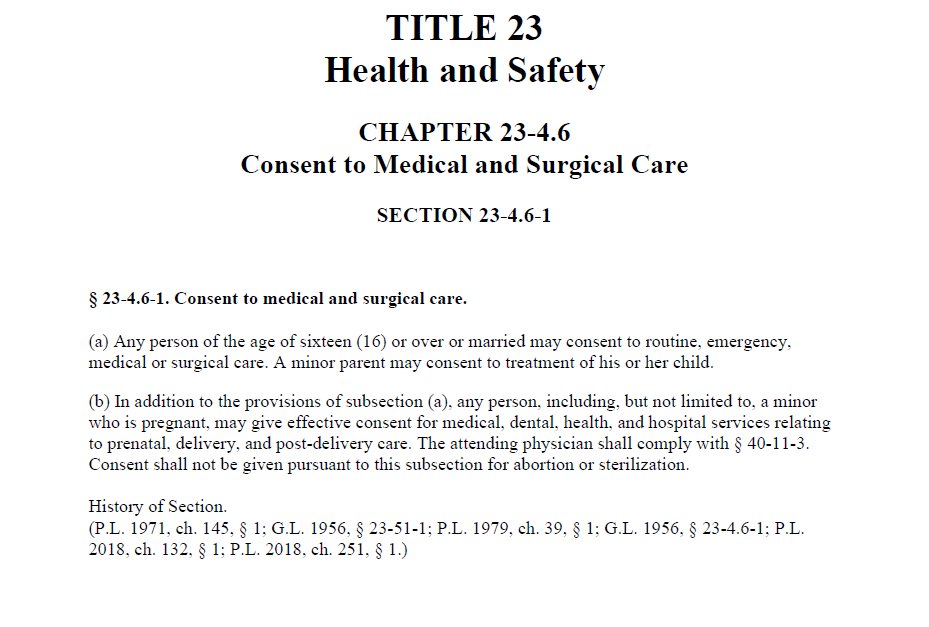 TITLE 23
Health and Safety
CHAPTER 23-4.6
Consent to Medical and Surgical Care
SECTION 23-4.6-1
§ 23-4.6-1. Consent to medical and surgical care.
(a) Any person of the age of sixteen (16) or over or married may consent to routine, emergency,
medical or surgical care. A minor parent may consent to treatment of his or her child.
(b) In addition to the provisions of subsection (a), any person, including, but not limited to, a minor
who is pregnant, may give effective consent for medical, dental, health, and hospital services relating
to prenatal, delivery, and post-delivery care. The attending physician shall comply with § 40-11-3.
Consent shall not be given pursuant to this subsection for abortion or sterilization.
History of Section.
(P.L. 1971, ch. 145, § 1; G.L. 1956, § 23-51-1; P.L. 1979, ch. 39, § 1; G.L. 1956, § 23-4.6-1; P.L.
2018, ch. 132, § 1; P.L. 2018, ch. 251, § 1.)